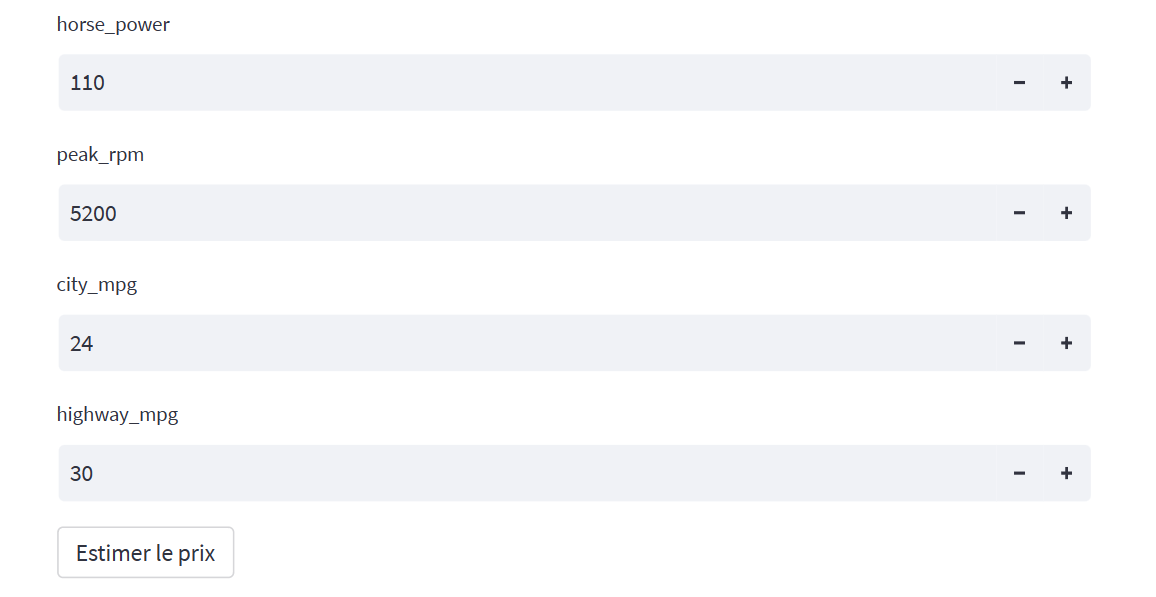 horse_power
110
peak_rpm
5200
city_mpg
24
highway_mpg
30
Estimer le prix